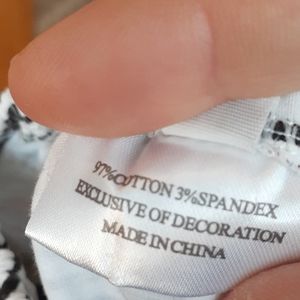 97%COTTON 3%SPANDEX
EXCLUSIVE OF DECORATION
MADE IN CHINA